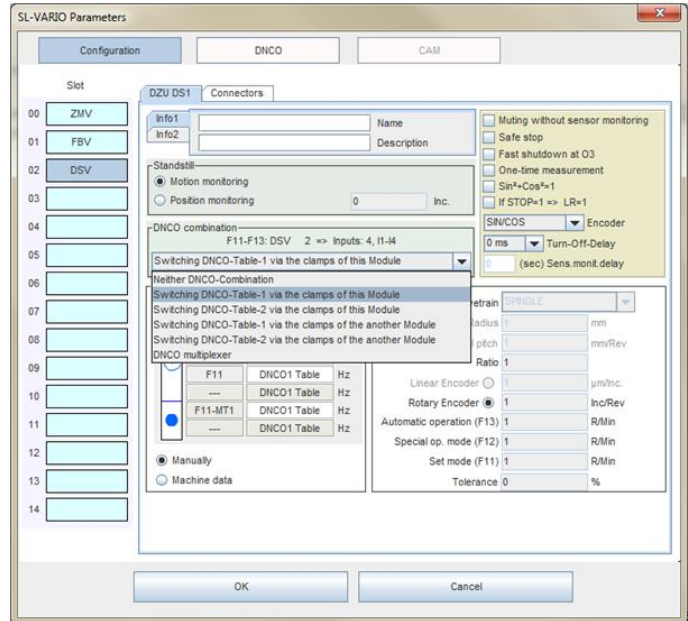 SL-VARIO Parameters
Configuration
DNCO
CAM
Slot
00 ZMV
01 FBV
02 DSV
03
04
05
06
07
08
09
10
11
12
13
14
DZU DS1
Connectors
Info1
Info2
Name
Description
Standstill
Motion monitoring
Position monitoring 0 Inc.
DNCO combination
F11-F13: DSV 2 => Inputs: 4, I1-I4
Switching DNCO-Table-1 via the clamps of this Module
Neither DNCO-Combination
Switching DNCO-Table-1 via the clamps of this Module
Switching DNCO-Table-2 via the clamps of this Module
Switching DNCO-Table-1 via the clamps of the another Module
Switching DNCO-Table-2 via the clamps of the another Module
DNCO multiplexer
F11 DNCO1 Table Hz
---- DNCO1 Table Hz
F11-MT1 DNCO1 Table Hz
---- DNCO1 Table Hz
Manually
Machine data
Muting without sensor monitoring
Safe stop
Fast shutdown at O3
One-time measurement
Sin²+Cos²=1
If STOP=1 => LR=1
SIN/COS Encoder
0 ms Turn-Off-Delay
0 (sec) Sens.monit.delay
etrain SPINDLE
Radius 1 mm
pitch 1 mm/Rev
Ratio 1
Linear Encoder 1 µm/Inc.
Rotary Encoder 1 Inc/Rev
Automatic operation (F13) 1 R/Min
Special op. mode (F12) 1 R/Min
Set mode (F11) 1 R/Min
Tolerance 0 %
OK
Cancel